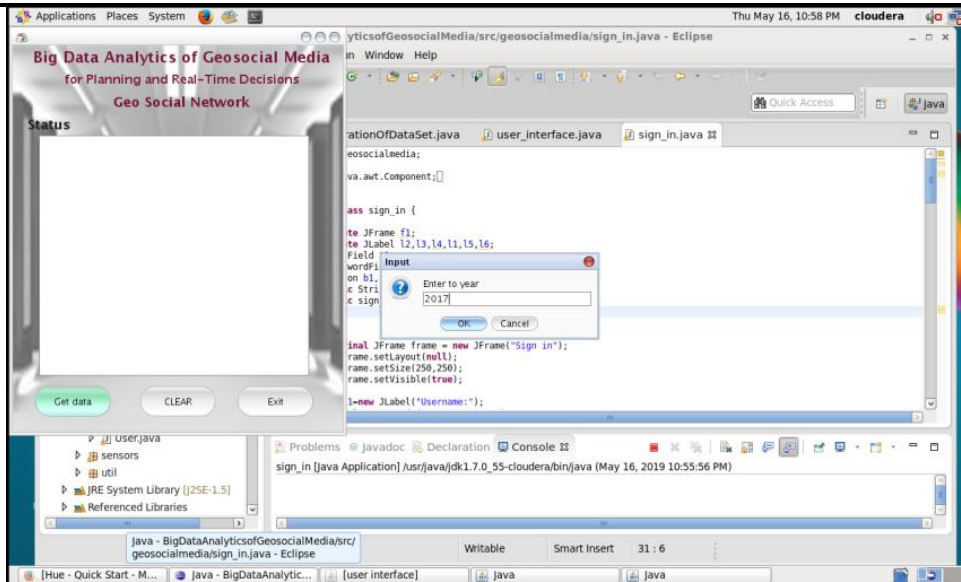 Applications Places System
Thu May 16, 10:58 PM cloudera
yticsofGeosocialMedia/src/geosocialmedia/sign_in.java - Eclipse
Big Data Analytics of Geosocial Media
for Planning and Real-Time Decisions
Geo Social Network
Status
Get data
CLEAR
Exit
n Window Help
Quick Access
Java
rationOfDataSet.java
user_interface.java
sign_in.java
eosocialmedia;
va.awt.Component;
ass sign_in {
te JFrame f1;
te JLabel l2,l3,l4,l1,l5,l6;
Field
wordFi
on b1,
c Stri
c sign
Input
Enter to year
2017
OK
Cancel
inal JFrame frame = new JFrame("Sign in");
rame.setLayout(null);
rame.setSize(250,250);
rame.setVisible(true);
1=new JLabel("Username:");
User.java
sensors
util
JRE System Library [J2SE-1.5]
Referenced Libraries
Problems @ Javadoc Declaration Console
sign_in [Java Application] /usr/java/jdk1.7.0_55-cloudera/bin/java (May 16, 2019 10:55:56 PM)
Java - BigDataAnalyticsofGeosocialMedia/src/
geosocialmedia/sign_in.java - Eclipse
Writable
Smart Insert
31 : 6
[Hue - Quick Start - M...
Java - BigDataAnalytic...
[user interface]
Java
Java